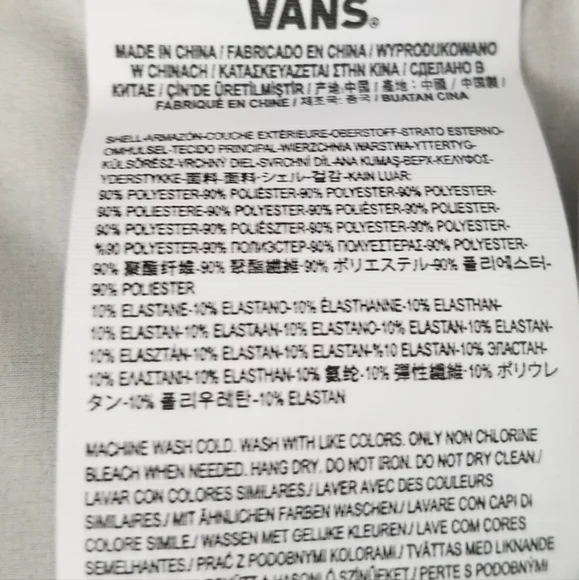 VANS®
MADE IN CHINA / FABRICADO EN CHINA / WYPRODUKOWANO
W CHINACH / ΚΑΤΑΣΚΕΥΑΖΕΤΑΙ ΣΤΗΝ ΚΙΝΑ / СДЕЛАНО В
КИТАЕ / ÇİN'DE ÜRETİLMİŞTİR / 产地:中国 / 產地:中國 / 中国製 /
FABRIQUÉ EN CHINE / 제조국: 중국 / BUATAN CINA
SHELL-ARMAZÓN-COUCHE EXTÉRIEURE-OBERSTOFF-STRATO ESTERNO-
OMHULSEL-TECIDO PRINCIPAL-WIERZCHNIA WARSTWA-YTTERTYG-
KÜLSŐRÉSZ-VRCHNÝ DIEL-SVRCHNÍ DÍL-ANA KUMAŞ-ВЕРХ-ΚΕΛΥΦΟΣ-
YDERSTYKKE-面料-面料-シェル-겉감-KAIN LUAR:
90% POLYESTER-90% POLIÉSTER-90% POLYESTER-90% POLYESTER-
90% POLIESTERE-90% POLYESTER-90% POLIÉSTER-90% POLIESTER-
90% POLYESTER-90% POLIÉSZTER-90% POLYESTER-90% POLYESTER-
%90 POLYESTER-90% ПОЛИЭСТЕР-90% ΠΟΛΥΕΣΤΕΡΑΣ-90% POLYESTER-
90% 聚酯纤维-90% 聚酯纖維-90% ポリエステル-90% 폴리에스터-
90% POLIESTER
10% ELASTANE-10% ELASTANO-10% ÉLASTHANNE-10% ELASTHAN-
10% ELASTAN-10% ELASTAAN-10% ELASTANO-10% ELASTAN-10% ELASTAN-
10% ELASZTÁN-10% ELASTAN-10% ELASTAN-%10 ELASTAN-10% ЭЛАСТАН-
10% ΕΛΑΣΤΑΝΗ-10% ELASTHAN-10% 氨纶-10% 彈性纖維-10% ポリウレ
タン-10% 폴리우레탄-10% ELASTAN
MACHINE WASH COLD. WASH WITH LIKE COLORS. ONLY NON CHLORINE
BLEACH WHEN NEEDED. HANG DRY. DO NOT IRON. DO NOT DRY CLEAN./
LAVAR CON COLORES SIMILARES./ LAVER AVEC DES COULEURS
SIMILAIRES./ MIT ÄHNLICHEN FARBEN WASCHEN./ LAVARE CON CAPI DI
COLORE SIMILE./ WASSEN MET GELIJKE KLEUREN./ LAVE COM CORES
SEMELHANTES./ PRAĆ Z PODOBNYMI KOLORAMI./ TVÄTTAS MED LIKNANDE
HASONLÓ SZÍNŰEKET./ PERTE S PODOBNÝMI